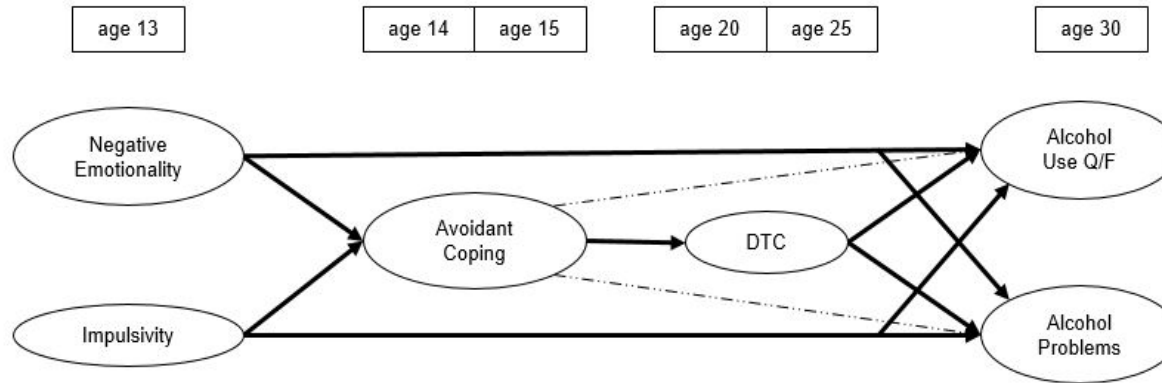 age 13
age 14
age 15
age 20
age 25
age 30
Negative
Emotionality
Alcohol
Use Q/F
Avoidant
Coping
DTC
Impulsivity
Alcohol
Problems